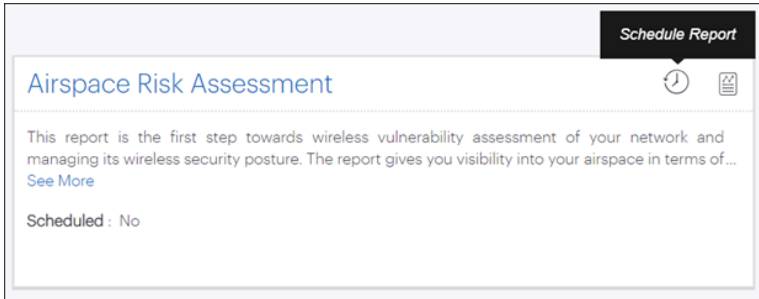 Schedule Report
Airspace Risk Assessment
This report is the first step towards wireless vulnerability assessment of your network and
managing its wireless security posture. The report gives you visibility into your airspace in terms of...
See More
Scheduled : No